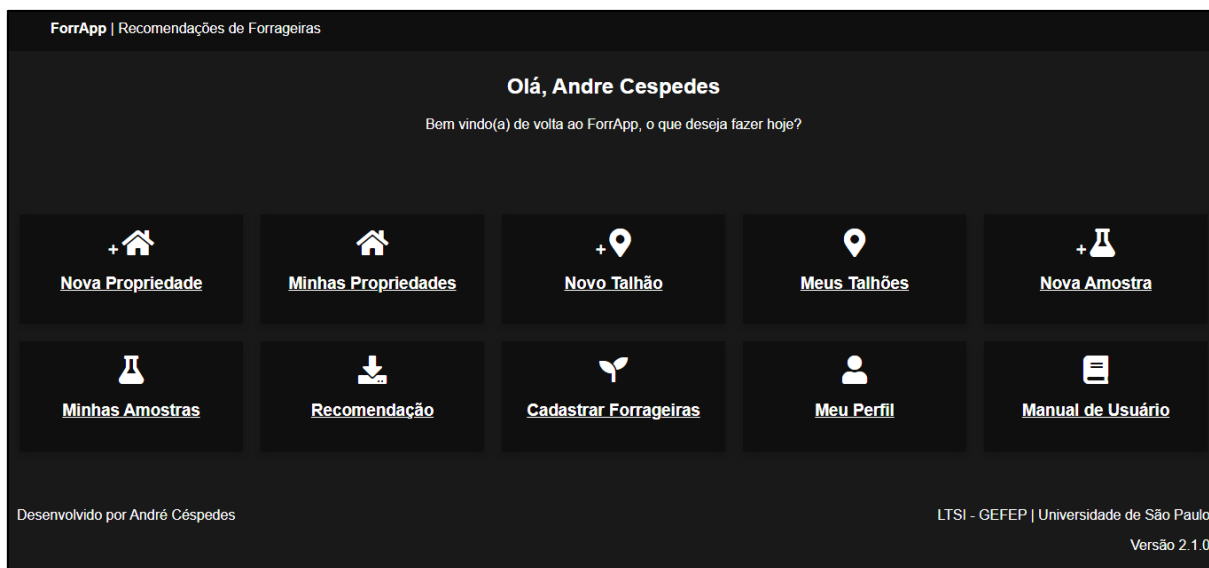 ForrApp | Recomendações de Forrageiras
Olá, Andre Cespedes
Bem vindo(a) de volta ao ForrApp, o que deseja fazer hoje?
+
+
+
Nova Propriedade
Minhas Propriedades
Novo Talhão
Meus Talhões
Nova Amostra
Minhas Amostras
Recomendação
Cadastrar Forrageiras
Meu Perfil
Manual de Usuário
Desenvolvido por André Céspedes
LTSI - GEFEP | Universidade de São Paulo
Versão 2.1.0